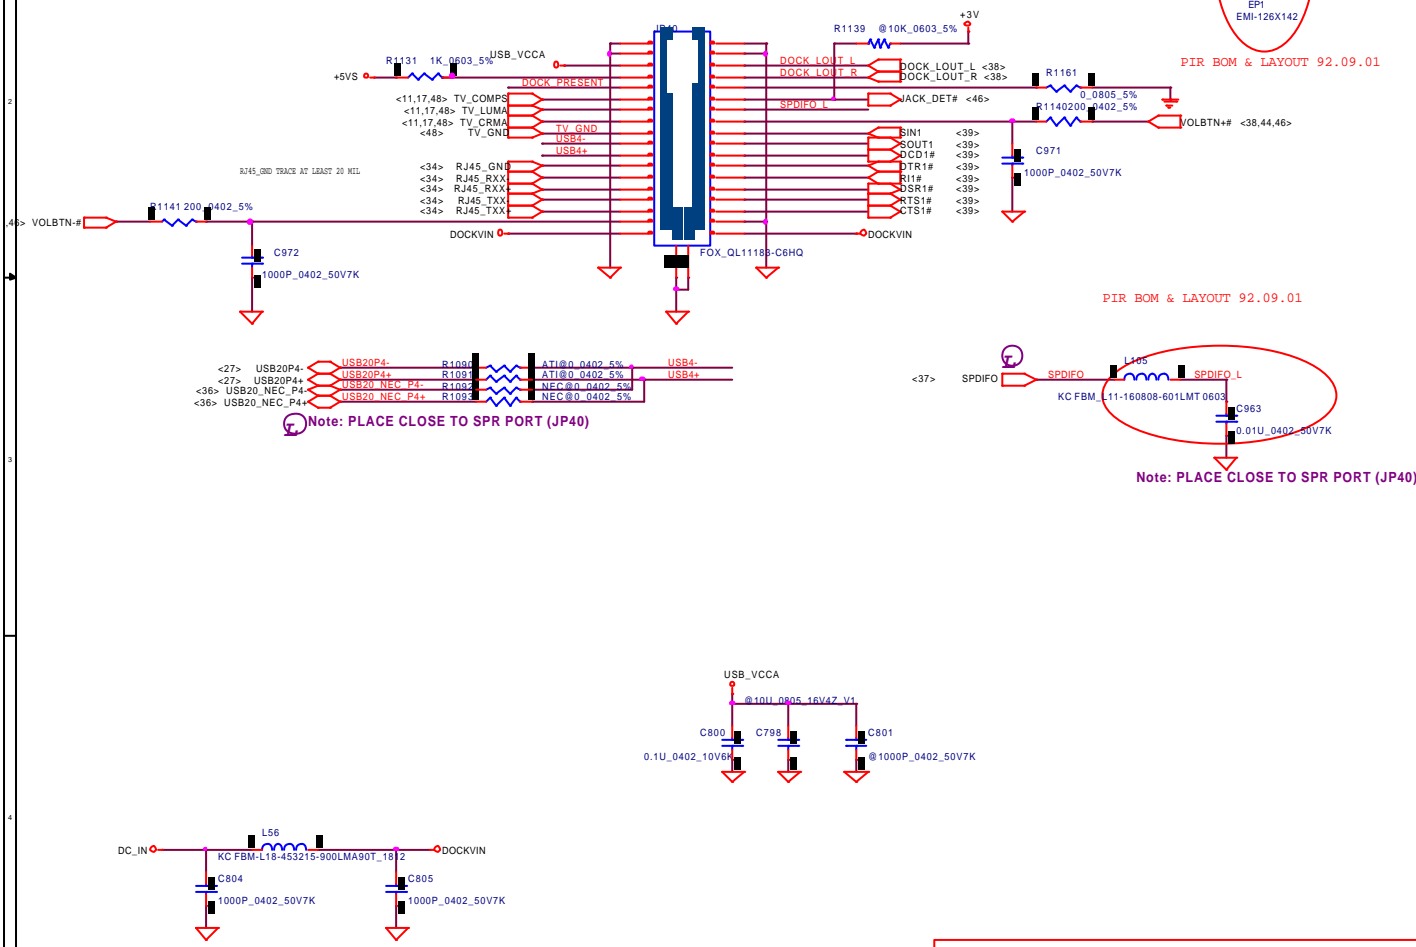 EP1
EMI-126X142
+3V
R1139 @10K_0603_5%
JP40
USB_VCCA
R1131 1K_0603_5%
+5VS
DOCK_PRESENT
PIR BOM & LAYOUT 92.09.01
DOCK_LOUT_L
DOCK_LOUT_L <38>
DOCK_LOUT_R
DOCK_LOUT_R <38>
R1161
0_0805_5%
2
<11,17,48> TV_COMPS
<11,17,48> TV_LUMA
<11,17,48> TV_CRMA
<48> TV_GND
TV_GND
USB4-
USB4+
SPDIFO_L
JACK_DET# <46>
R1140 200_0402_5%
VOLBTN+# <38,44,46>
SIN1 <39>
SOUT1 <39>
DCD1# <39>
DTR1# <39>
RI1# <39>
DSR1# <39>
RTS1# <39>
CTS1# <39>
C971
1000P_0402_50V7K
RJ45_GND TRACE AT LEAST 20 MIL
<34> RJ45_GND
<34> RJ45_RXX-
<34> RJ45_RXX+
<34> RJ45_TXX-
<34> RJ45_TXX+
R1141 200_0402_5%
,46> VOLBTN-#
DOCKVIN
DOCKVIN
C972
1000P_0402_50V7K
FOX_QL11183-C6HQ
PIR BOM & LAYOUT 92.09.01
<27> USB20P4-
<27> USB20P4+
<36> USB20_NEC_P4-
<36> USB20_NEC_P4+
USB20P4-
USB20P4+
USB20_NEC_P4-
USB20_NEC_P4+
R1090 ATI@0_0402_5%
R1091 ATI@0_0402_5%
R1092 NEC@0_0402_5%
R1093 NEC@0_0402_5%
USB4-
USB4+
Note: PLACE CLOSE TO SPR PORT (JP40)
L105
<37> SPDIFO
SPDIFO
SPDIFO_L
KC FBM_L11-160808-601LMT 0603
C963
0.01U_0402_50V7K
3
Note: PLACE CLOSE TO SPR PORT (JP40)
USB_VCCA
@10U_0805_16V4Z_V1
C800
C798
C801
0.1U_0402_10V6K
@1000P_0402_50V7K
4
L56
DC_IN
DOCKVIN
KC FBM-L18-453215-900LMA90T_1812
C804
1000P_0402_50V7K
C805
1000P_0402_50V7K